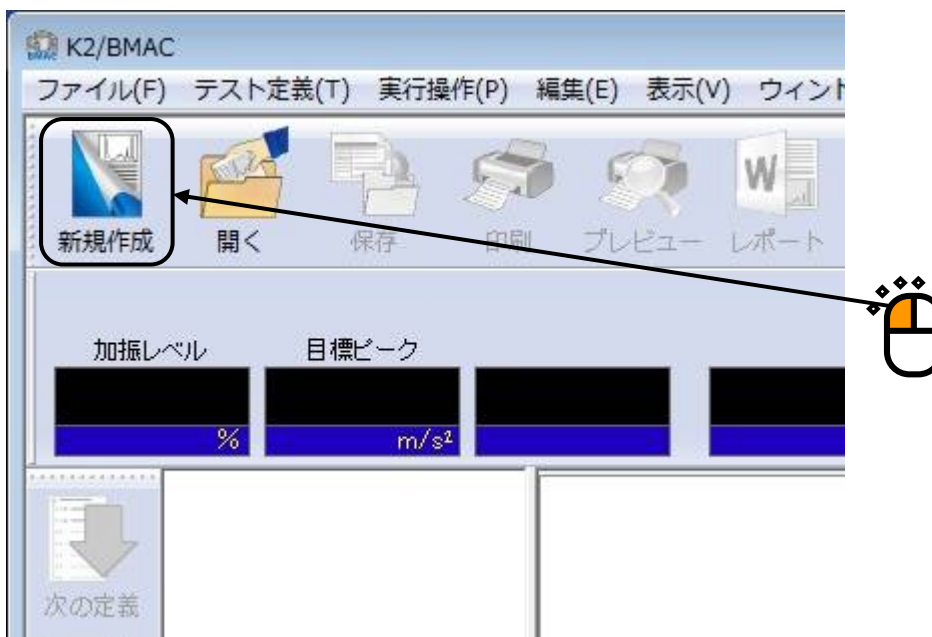 K2/BMAC
ファイル(F) テスト定義(T) 実行操作(P) 編集(E) 表示(V) ウィント
新規作成 開く 保存 印刷 プレビュー レポート
加振レベル 目標ピーク
% m/s²
次の定義